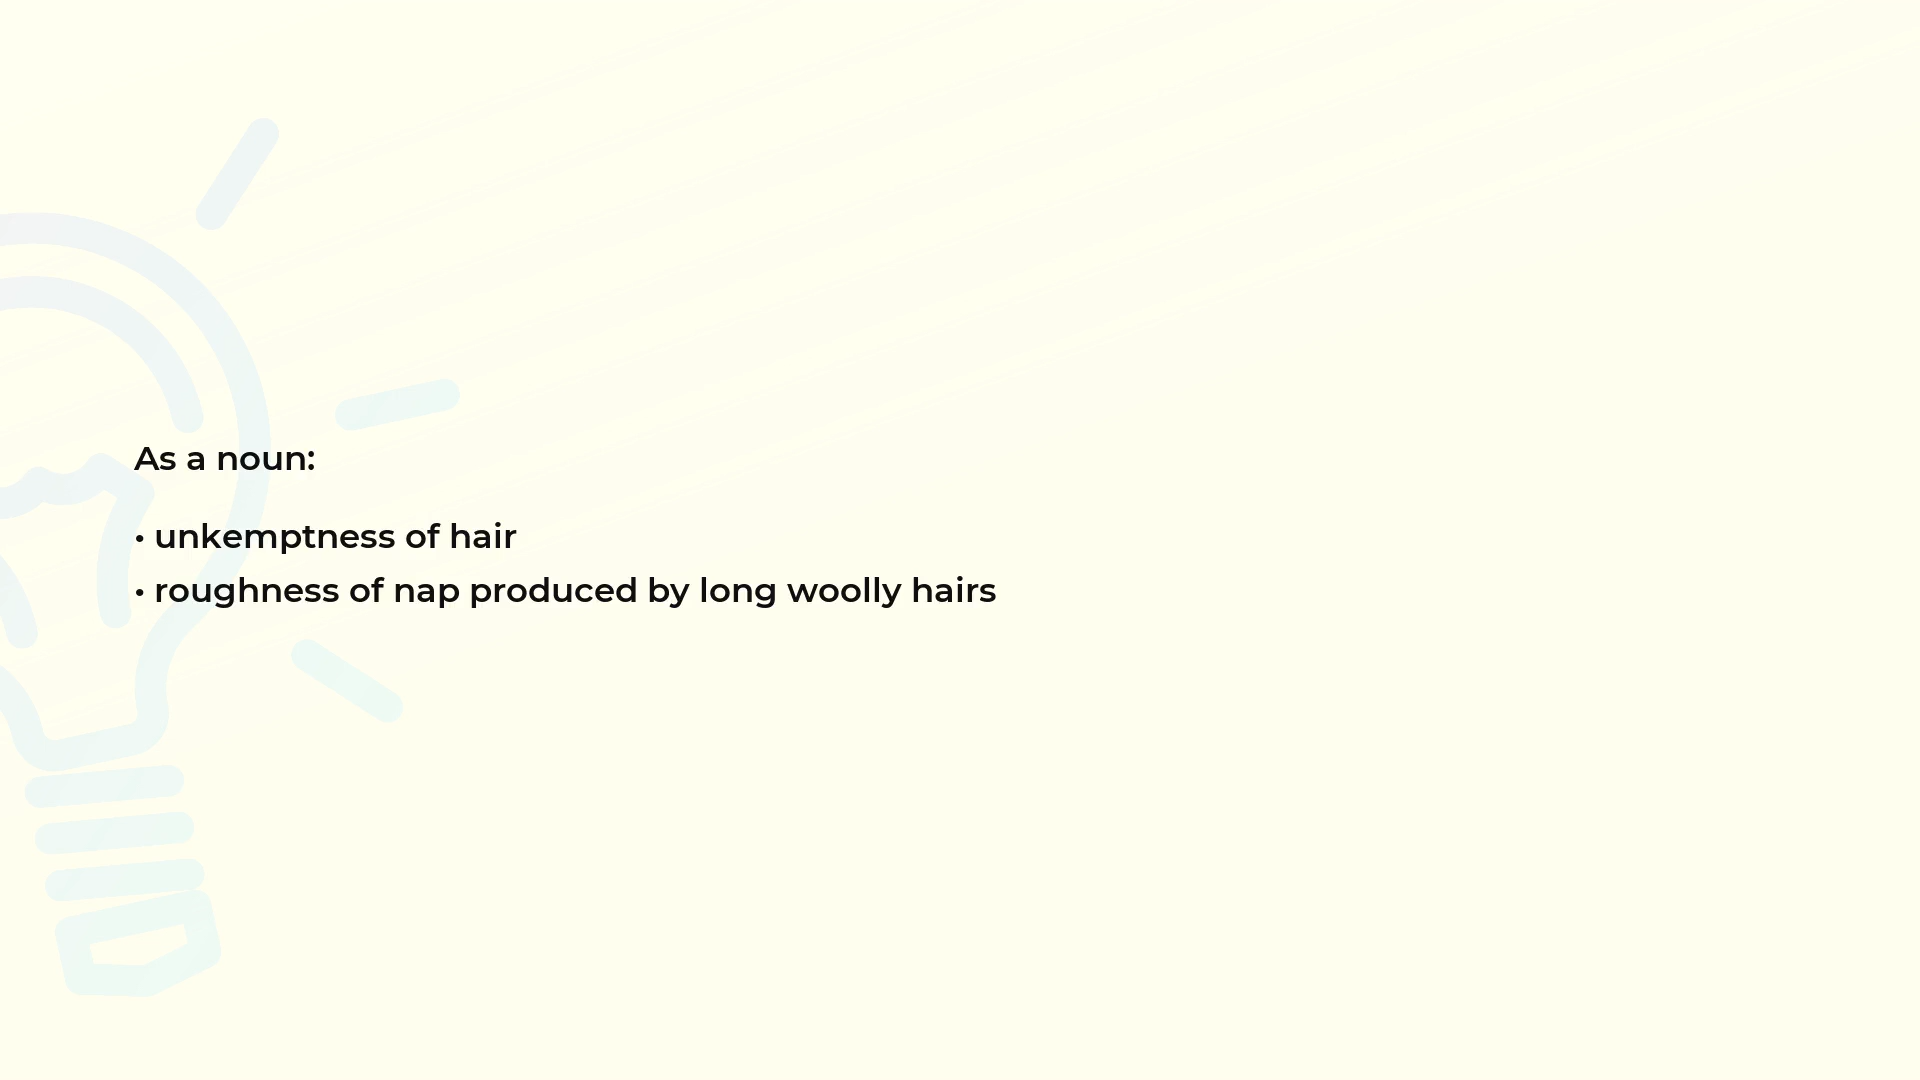 As a noun:
• unkemptness of hair
• roughness of nap produced by long woolly hairs